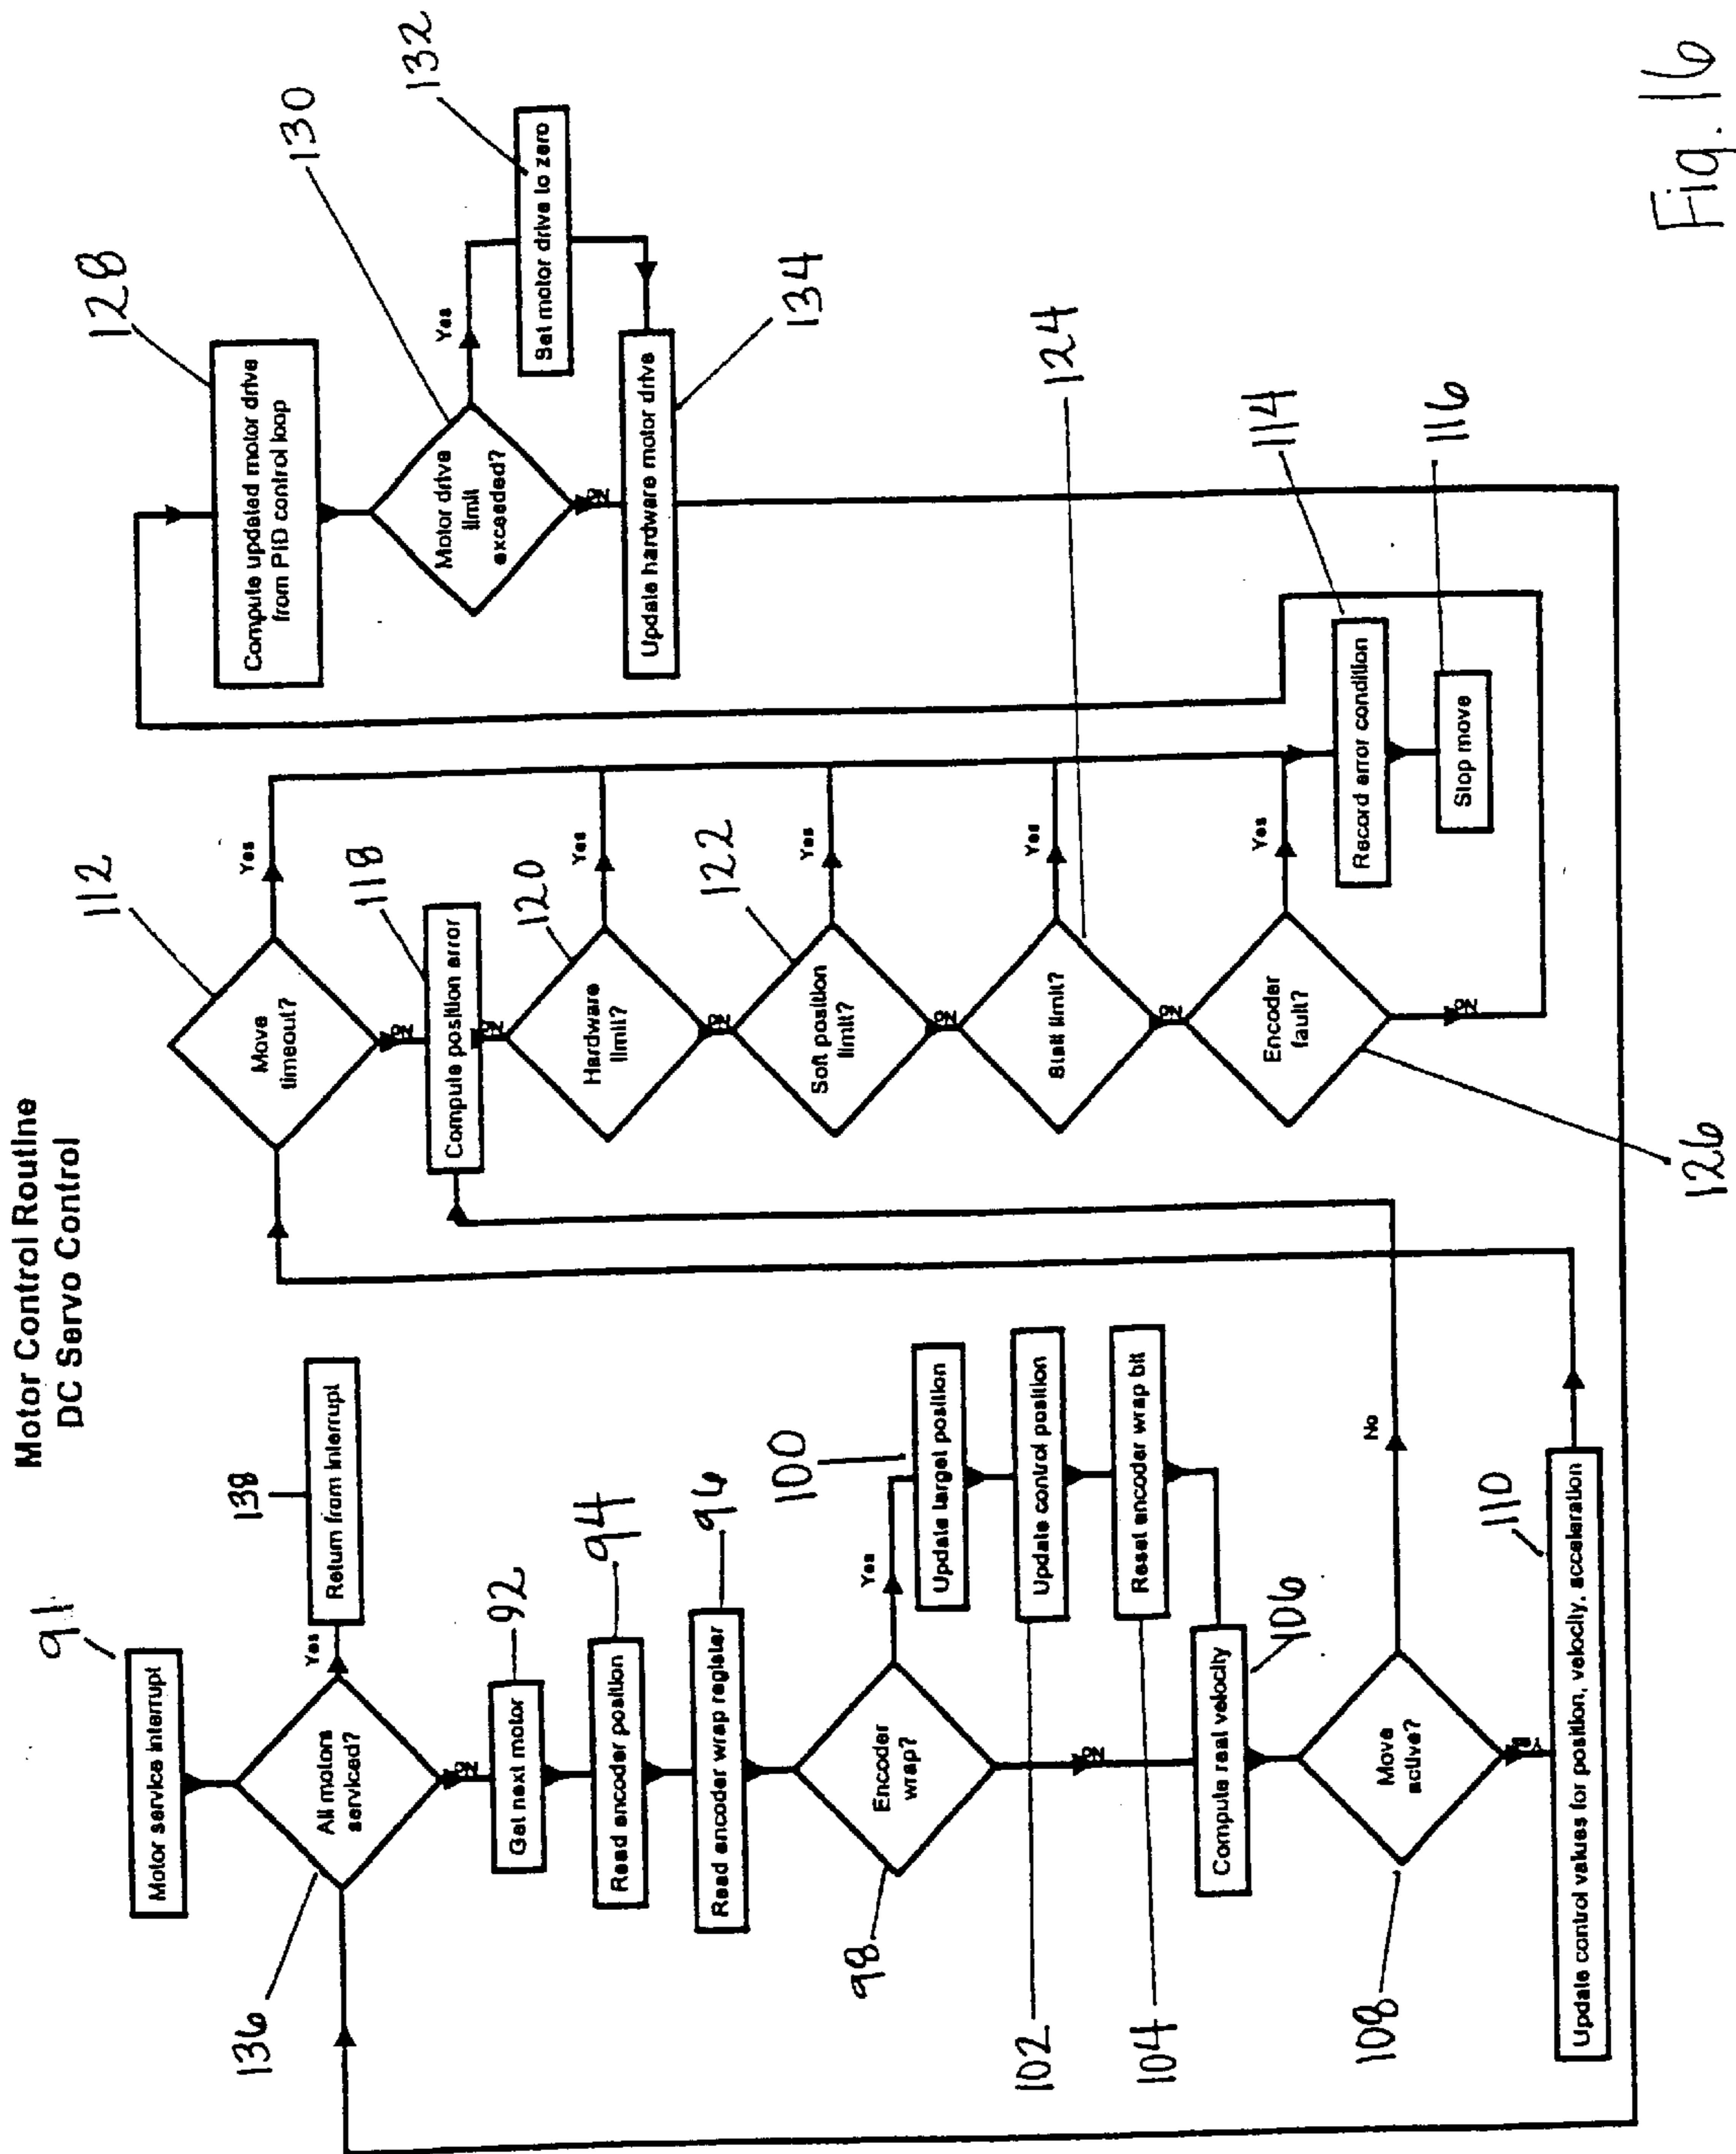 Motor Control Routine
DC Servo Control
91
Motor service interrupt
136
All motors
serviced?
Yes
138
Return from interrupt
No
Get next motor
92
Read encoder position
94
Read encoder wrap register
96
98
Encoder
wrap?
Yes
100
Update target position
102
Update control position
104
Reset encoder wrap bit
No
Compute real velocity
106
108
Move
active?
No
Yes
110
Update control values for position, velocity, acceleration
112
Move
timeout?
Yes
No
118
Compute position error
No
120
Hardware
limit?
Yes
No
122
Soft position
limit?
Yes
No
124
Stall limit?
Yes
No
126
Encoder
fault?
Yes
No
114
Record error condition
116
Stop move
128
Compute updated motor drive
from PID control loop
130
Motor drive
limit
exceeded?
Yes
132
Set motor drive to zero
No
134
Update hardware motor drive
Fig. 16